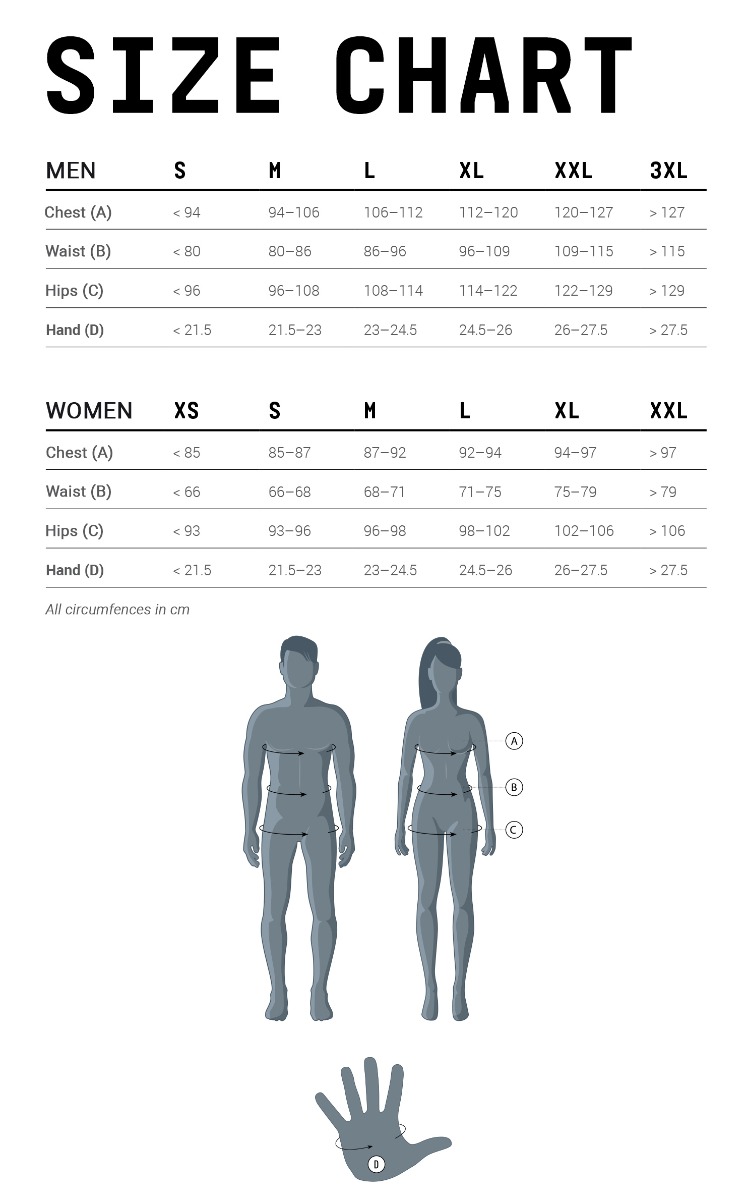 SIZE CHART
MEN S M L XL XXL 3XL
Chest (A) < 94 94–106 106–112 112–120 120–127 > 127
Waist (B) < 80 80–86 86–96 96–109 109–115 > 115
Hips (C) < 96 96–108 108–114 114–122 122–129 > 129
Hand (D) < 21.5 21.5–23 23–24.5 24.5–26 26–27.5 > 27.5
WOMEN XS S M L XL XXL
Chest (A) < 85 85–87 87–92 92–94 94–97 > 97
Waist (B) < 66 66–68 68–71 71–75 75–79 > 79
Hips (C) < 93 93–96 96–98 98–102 102–106 > 106
Hand (D) < 21.5 21.5–23 23–24.5 24.5–26 26–27.5 > 27.5
All circumfences in cm
A
B
C
D